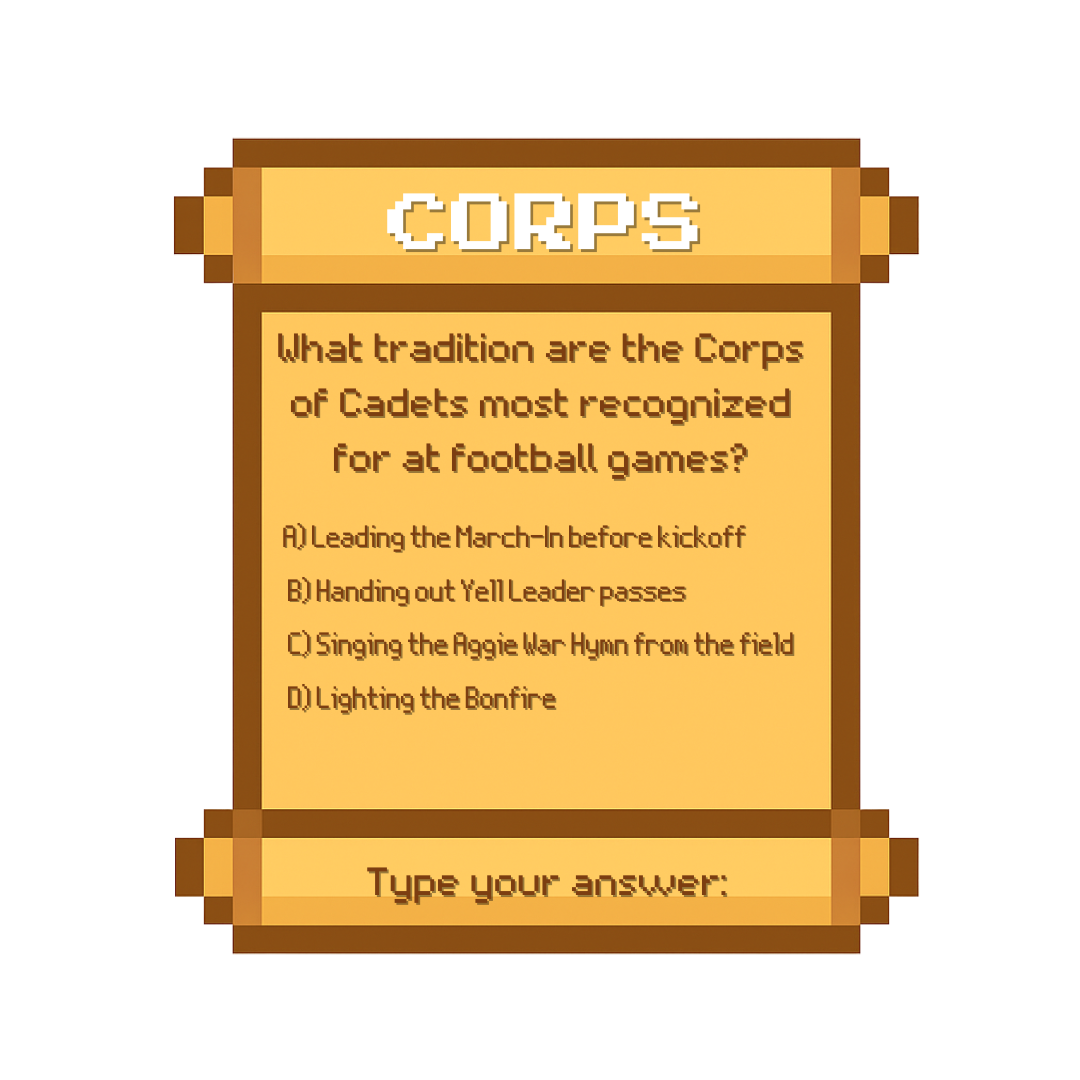 CORPS
What tradition are the Corps
of Cadets most recognized
for at football games?
A) Leading the March-In before kickoff
B) Handing out Yell Leader passes
C) Singing the Aggie War Hymn from the field
D) Lighting the Bonfire
Type your answer: